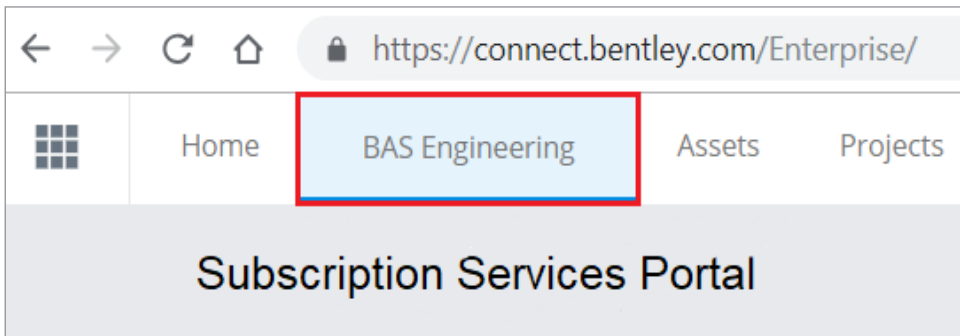 https://connect.bentley.com/Enterprise/
Home BAS Engineering Assets Projects
Subscription Services Portal